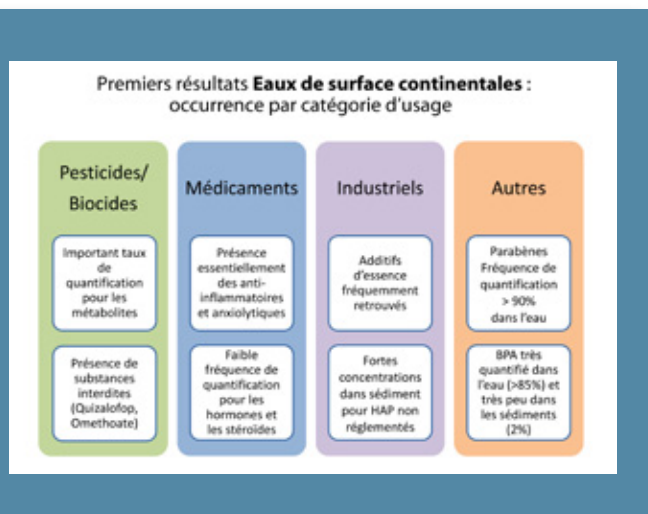 Premiers résultats Eaux de surface continentales :
occurrence par catégorie d'usage
Pesticides/
Biocides
Important taux
de
quantification
pour les
métabolites
Présence de
substances
interdites
(Quizalofop,
Omethoate)
Médicaments
Présence
essentiellement
des anti-
inflammatoires
et anxiolytiques
Faible
fréquence de
quantification
pour les
hormones et
les stéroïdes
Industriels
Additifs
d'essence
fréquemment
retrouvés
Fortes
concentrations
dans sédiment
pour HAP non
réglementés
Autres
Parabènes
Fréquence de
quantification
> 90%
dans l'eau
BPA très
quantifié dans
l'eau (>85%) et
très peu dans
les sédiments
(2%)